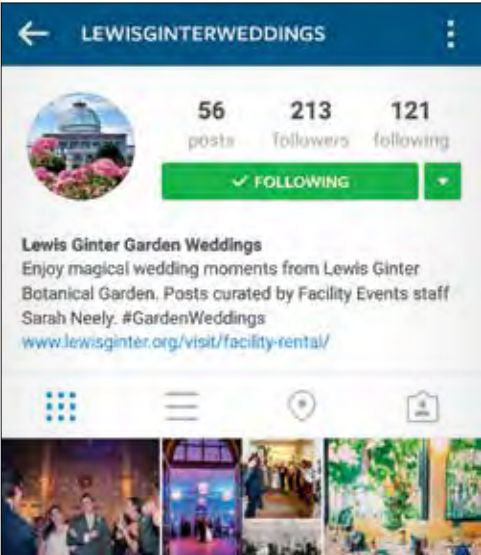 LEWISGINTERWEDDINGS
56 213 121
posts followers following
FOLLOWING
Lewis Ginter Garden Weddings
Enjoy magical wedding moments from Lewis Ginter
Botanical Garden. Posts curated by Facility Events staff
Sarah Neely. #GardenWeddings
www.lewisginter.org/visit/facility-rental/